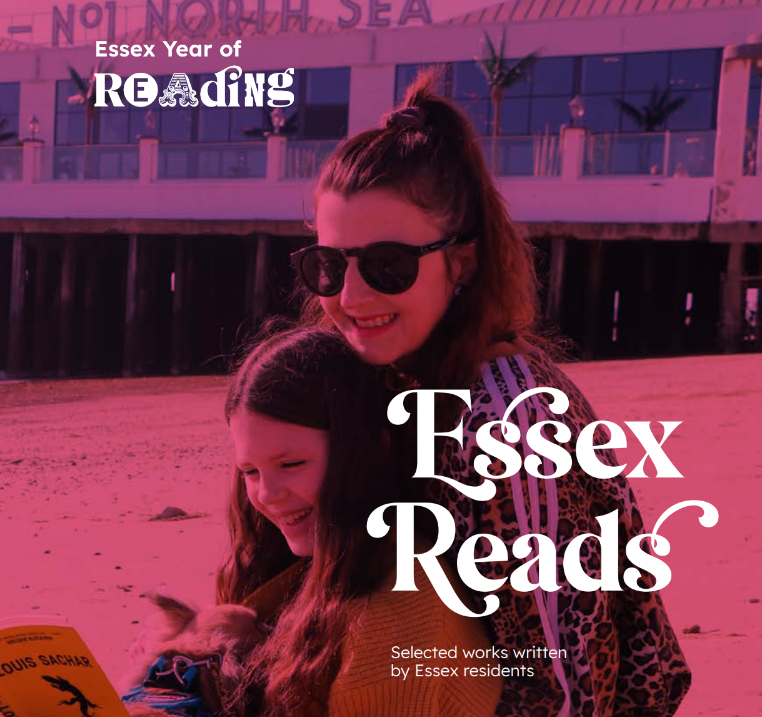 Nº1 NORTH SEA
Essex Year of
REAdiNg
Essex
Reads
Selected works written
by Essex residents
LOUIS SACHAR